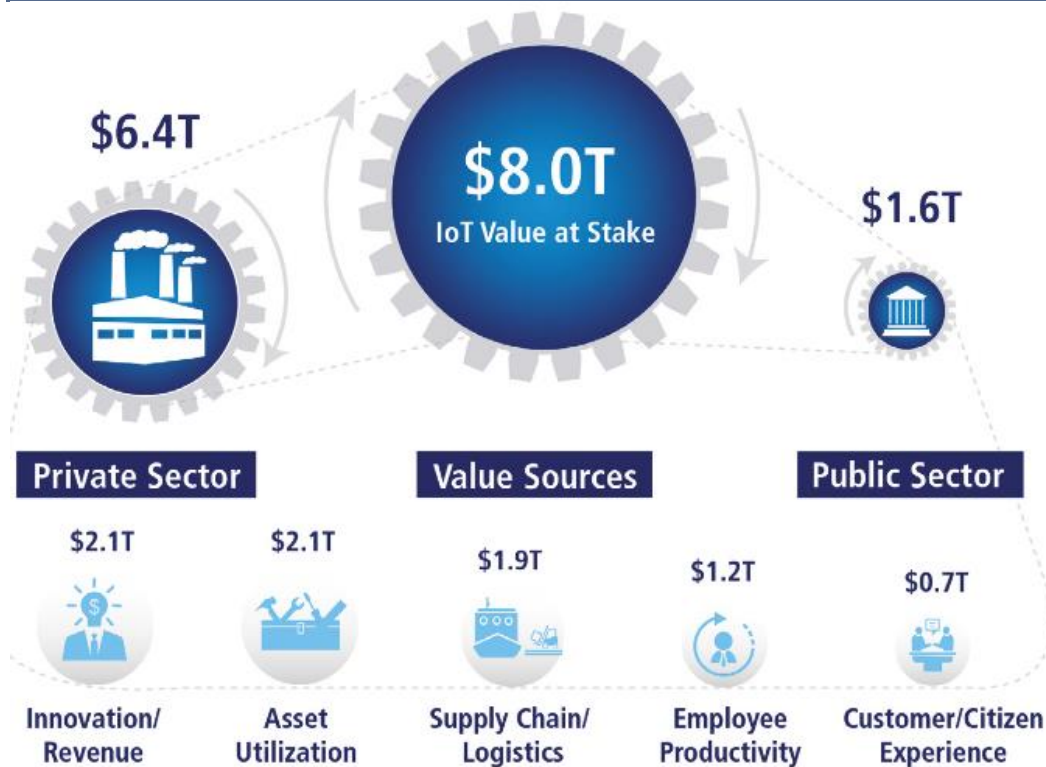 $6.4T
$8.0T
IoT Value at Stake
$1.6T
Private Sector
Value Sources
Public Sector
$2.1T
$2.1T
$1.9T
$1.2T
$0.7T
$
Innovation/
Revenue
Asset
Utilization
Supply Chain/
Logistics
Employee
Productivity
Customer/Citizen
Experience